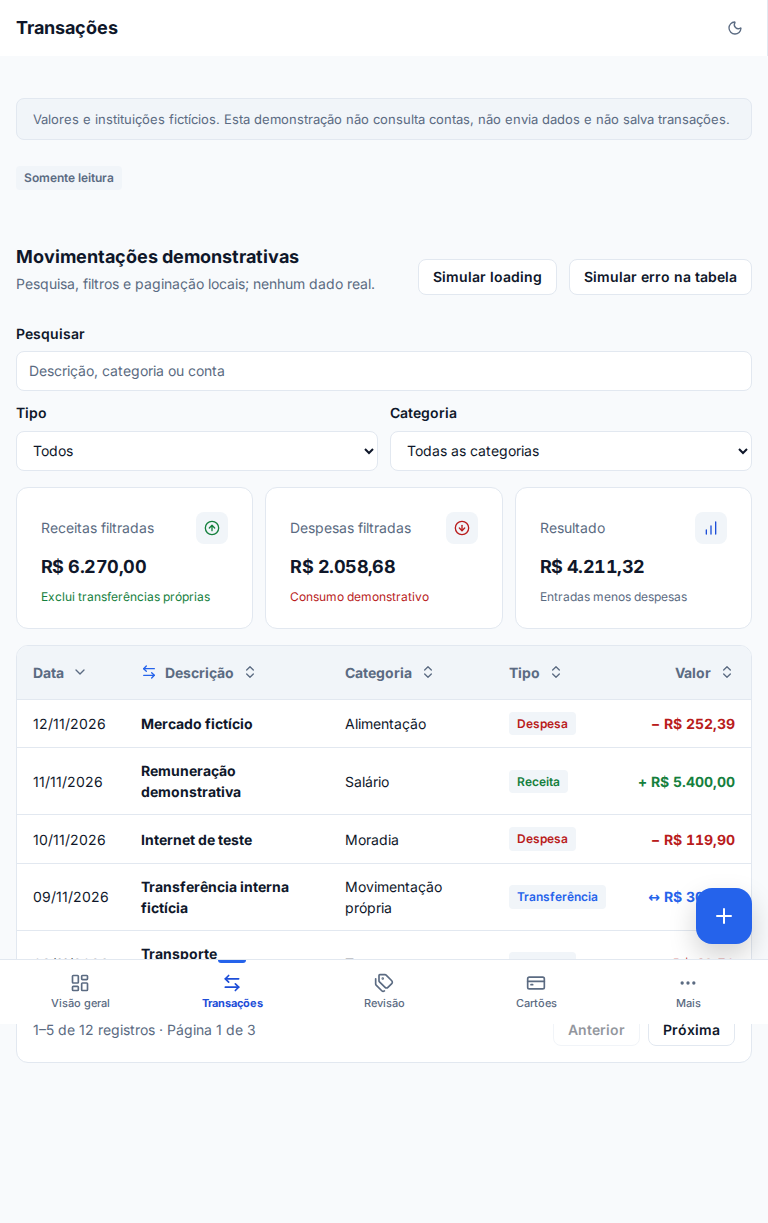 Transações
Valores e instituições fictícios. Esta demonstração não consulta contas, não envia dados e não salva transações.
Somente leitura
Movimentações demonstrativas
Pesquisa, filtros e paginação locais; nenhum dado real.
Simular loading
Simular erro na tabela
Pesquisar
Descrição, categoria ou conta
Tipo
Categoria
Todos
Todas as categorias
Receitas filtradas
R$ 6.270,00
Exclui transferências próprias
Despesas filtradas
R$ 2.058,68
Consumo demonstrativo
Resultado
R$ 4.211,32
Entradas menos despesas
Data Descrição Categoria Tipo Valor
12/11/2026 Mercado fictício Alimentação Despesa − R$ 252,39
11/11/2026 Remuneração demonstrativa Salário Receita + R$ 5.400,00
10/11/2026 Internet de teste Moradia Despesa − R$ 119,90
09/11/2026 Transferência interna fictícia Movimentação própria Transferência ↔ R$
Transporte
Visão geral
Transações
Revisão
Cartões
Mais
1–5 de 12 registros · Página 1 de 3
Anterior
Próxima